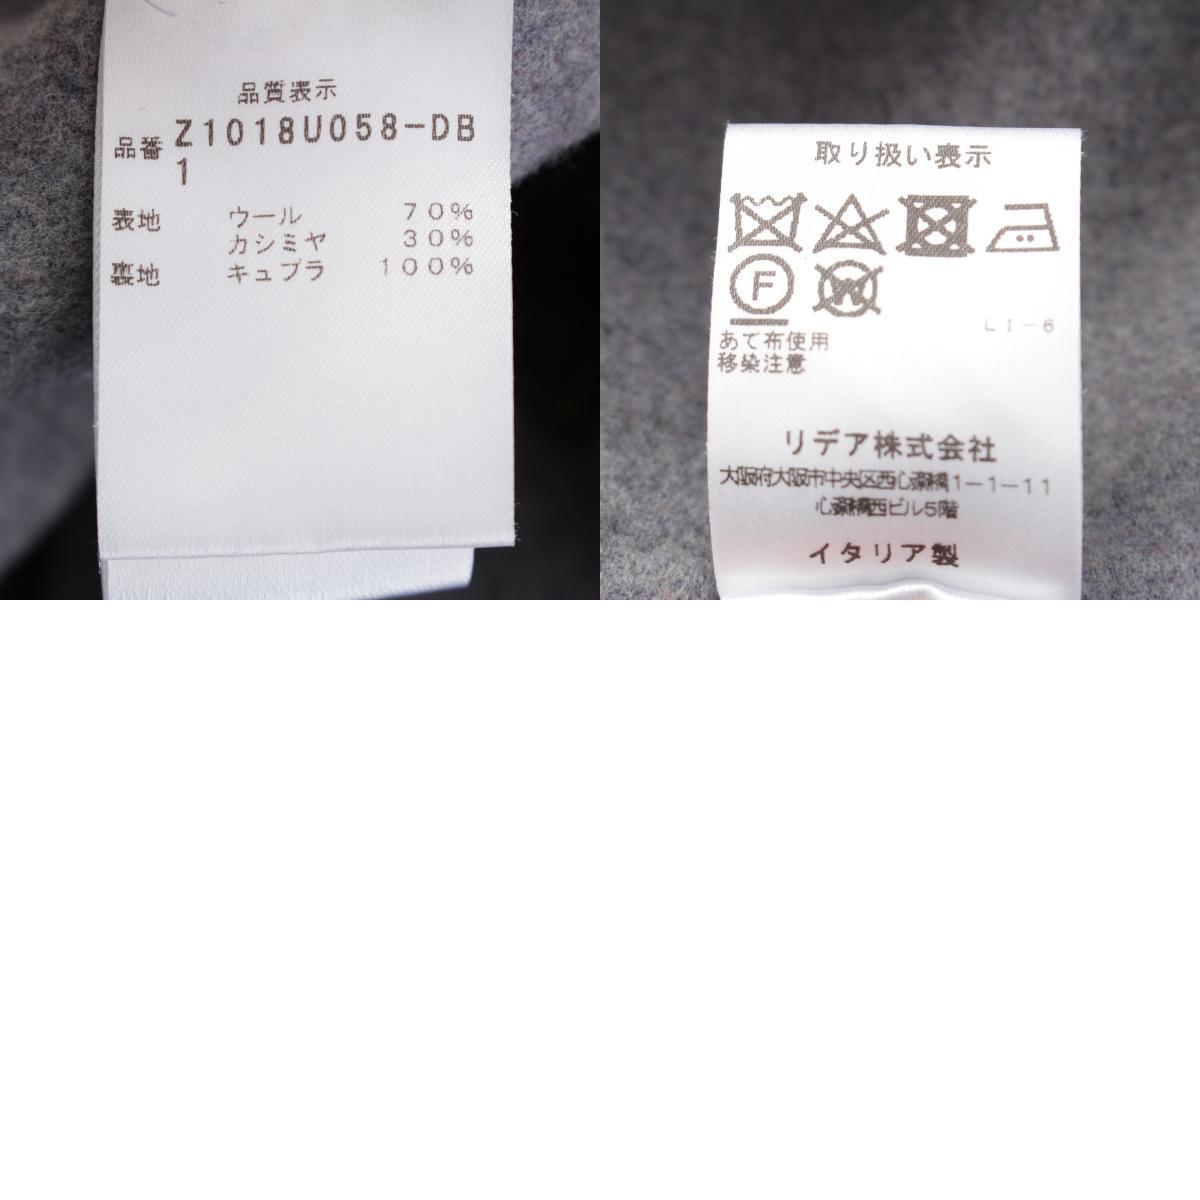 品質表示
品番 Z1018U058-DB
1
表地 ウール 70%
カシミヤ 30%
裏地 キュプラ 100%
取り扱い表示
F W
LI-6
あて布使用
移染注意
リデア株式会社
大阪府大阪市中央区西心斎橋1-1-11
心斎橋西ビル5階
イタリア製